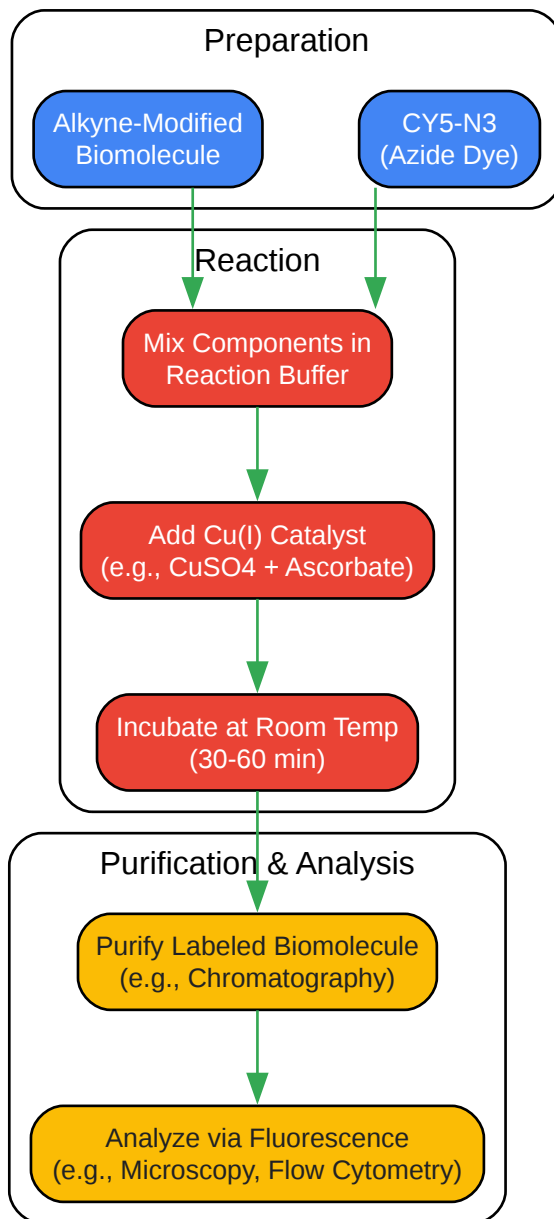 Preparation
Alkyne-Modified
Biomolecule
CY5-N3
(Azide Dye)
Reaction
Mix Components in
Reaction Buffer
Add Cu(I) Catalyst
(e.g., CuSO4 + Ascorbate)
Incubate at Room Temp
(30-60 min)
Purification & Analysis
Purify Labeled Biomolecule
(e.g., Chromatography)
Analyze via Fluorescence
(e.g., Microscopy, Flow Cytometry)